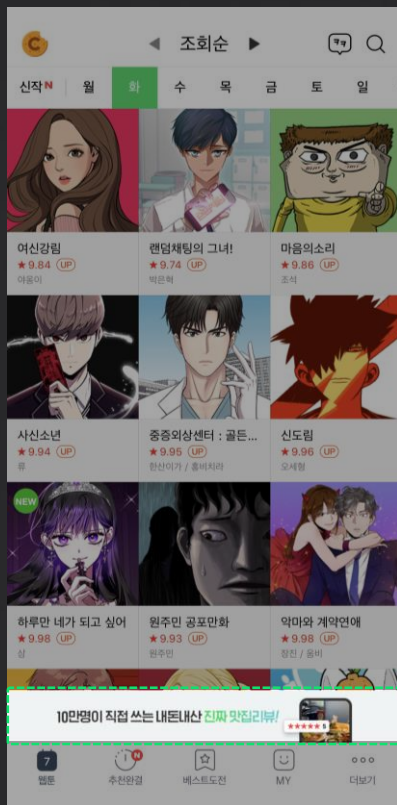 조회순
신작N 월 화 수 목 금 토 일
여신강림 랜덤채팅의 그녀! 마음의소리
★9.84 UP ★9.74 UP ★9.86 UP
야옹이 박은혁 조석
사신소년 중증외상센터 : 골든... 신도림
★9.94 UP ★9.95 UP ★9.96 UP
류 한산이가 / 홍비치라 오세형
NEW
하루만 네가 되고 싶어 원주민 공포만화 악마와 계약연애
★9.98 UP ★9.93 UP ★9.98 UP
삼 원주민 장진 / 움비
10만명이 직접 쓰는 내돈내산 진짜 맛집리뷰!
★★★★★ 5
7 N
웹툰 추천완결 베스트도전 MY 더보기